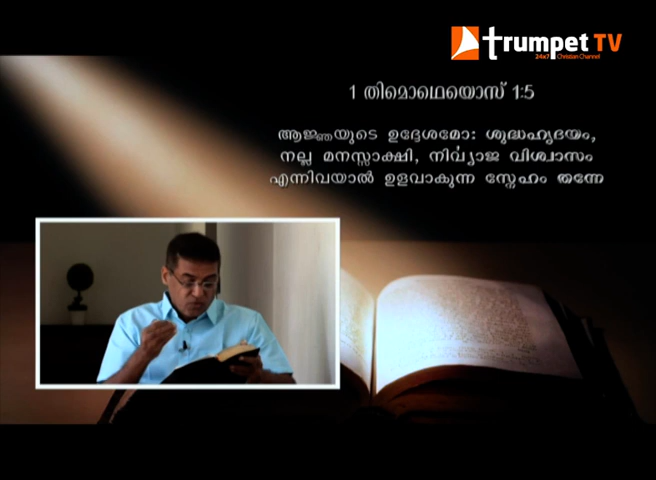 trumpet TV
24x7 Christian Channel
1 തിമൊഥെയൊസ് 1:5
ആജ്ഞയുടെ ഉദ്ദേശമോ: ശുദ്ധഹൃദയം,
നല്ല മനസ്സാക്ഷി, നിർവ്യാജ വിശ്വാസം
എന്നിവയാൽ ഉളവാകുന്ന സ്നേഹം തന്നേ